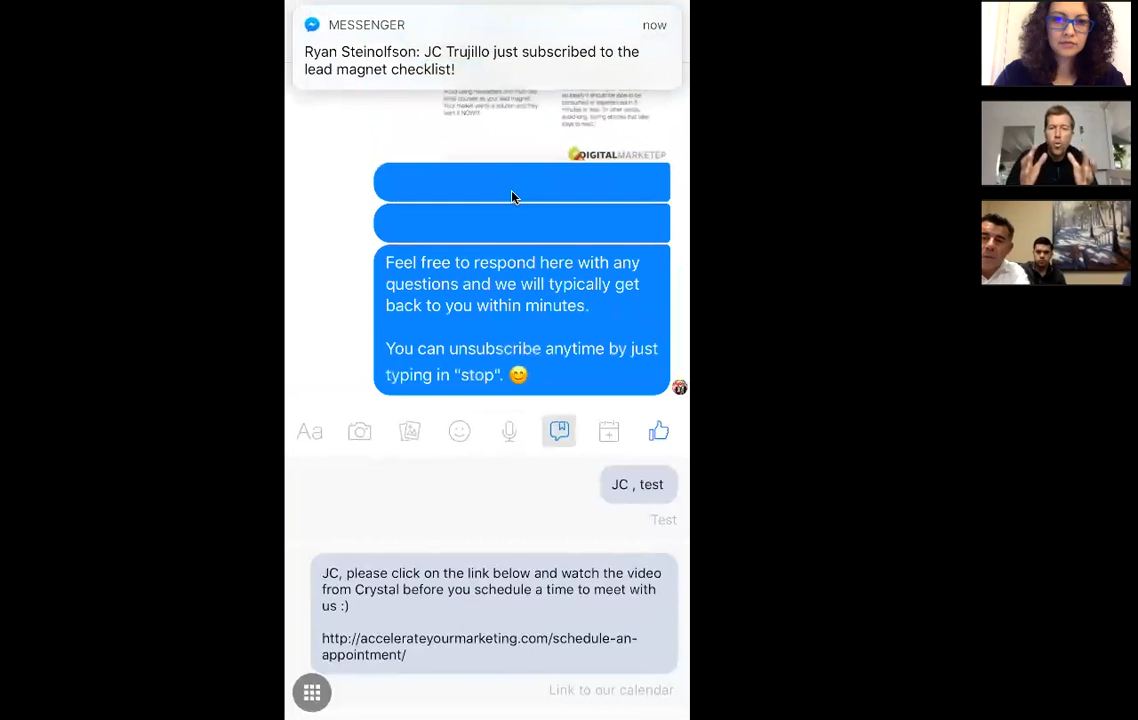 MESSENGER
now
Ryan Steinolfson: JC Trujillo just subscribed to the
lead magnet checklist!
DIGITALMARKETER
Feel free to respond here with any
questions and we will typically get
back to you within minutes.
You can unsubscribe anytime by just
typing in "stop". 😊
Aa
JC , test
Test
JC, please click on the link below and watch the video
from Crystal before you schedule a time to meet with
us :)
http://accelerateyourmarketing.com/schedule-an-
appointment/
Link to our calendar